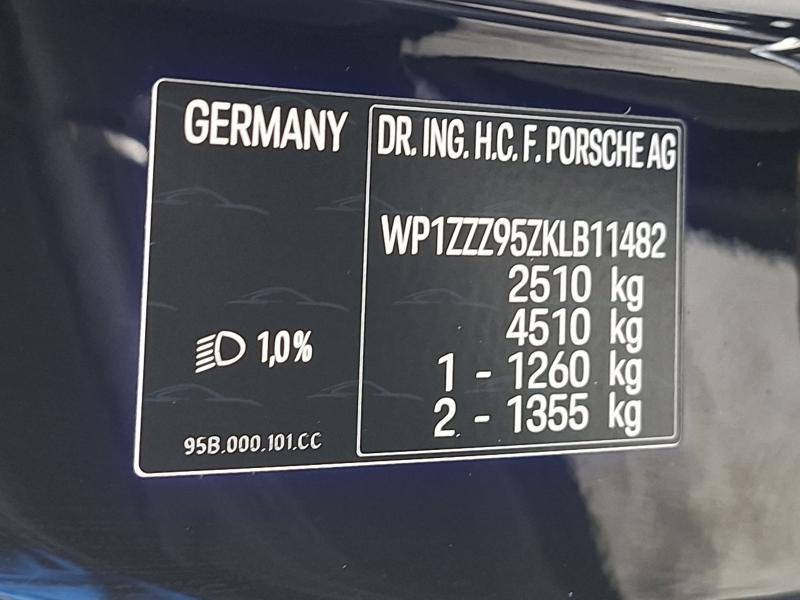 GERMANY
1,0%
95B.000.101.CC
DR. ING. H.C. F. PORSCHE AG
WP1ZZZ95ZKLB11482
2510 kg
4510 kg
1 - 1260 kg
2 - 1355 kg